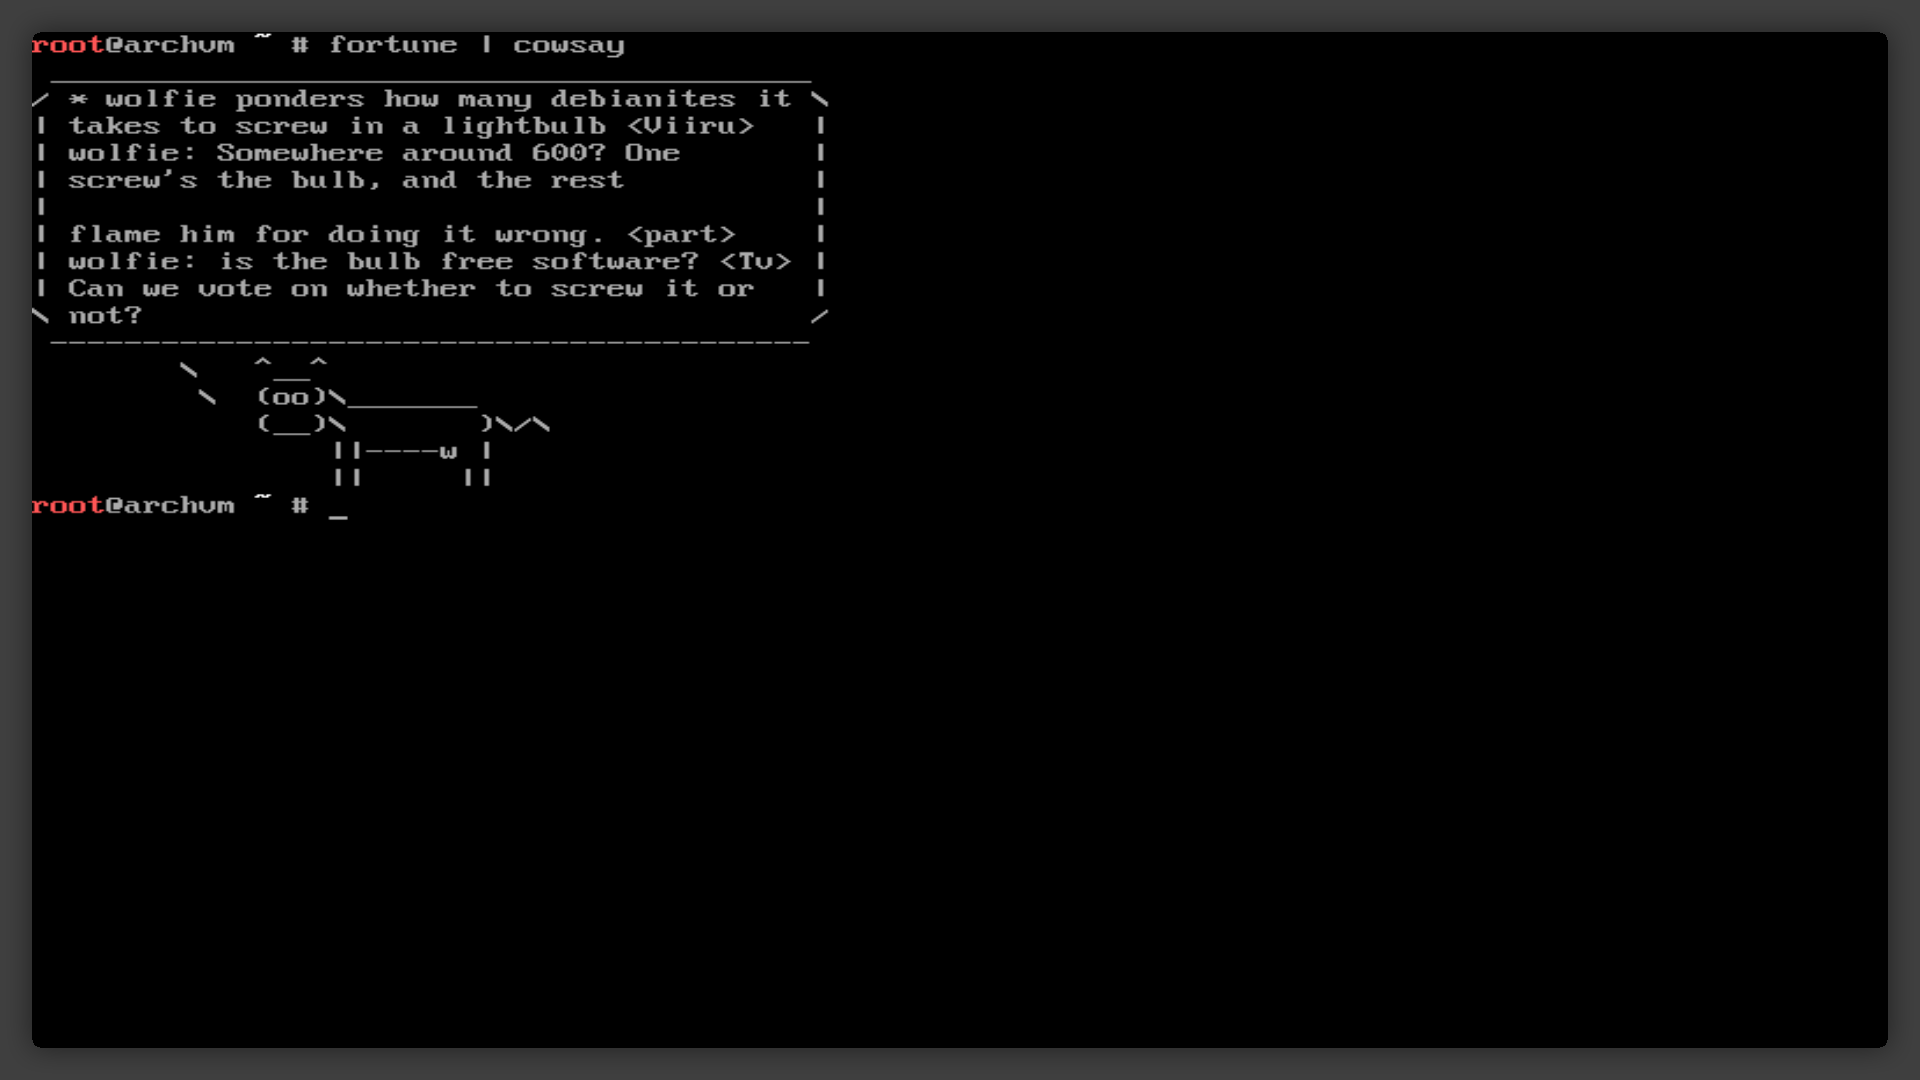 root@archvm ~ # fortune | cowsay
 _________________________________________
/ * wolfie ponders how many debianites it \
| takes to screw in a lightbulb <Viiru>   |
| wolfie: Somewhere around 600? One       |
| screw's the bulb, and the rest          |
|                                         |
| flame him for doing it wrong. <part>    |
| wolfie: is the bulb free software? <Tv> |
| Can we vote on whether to screw it or   |
\ not?                                    /
 -----------------------------------------
        \   ^__^
         \  (oo)\_______
            (__)\       )\/\
                ||----w |
                ||     ||
root@archvm ~ # _